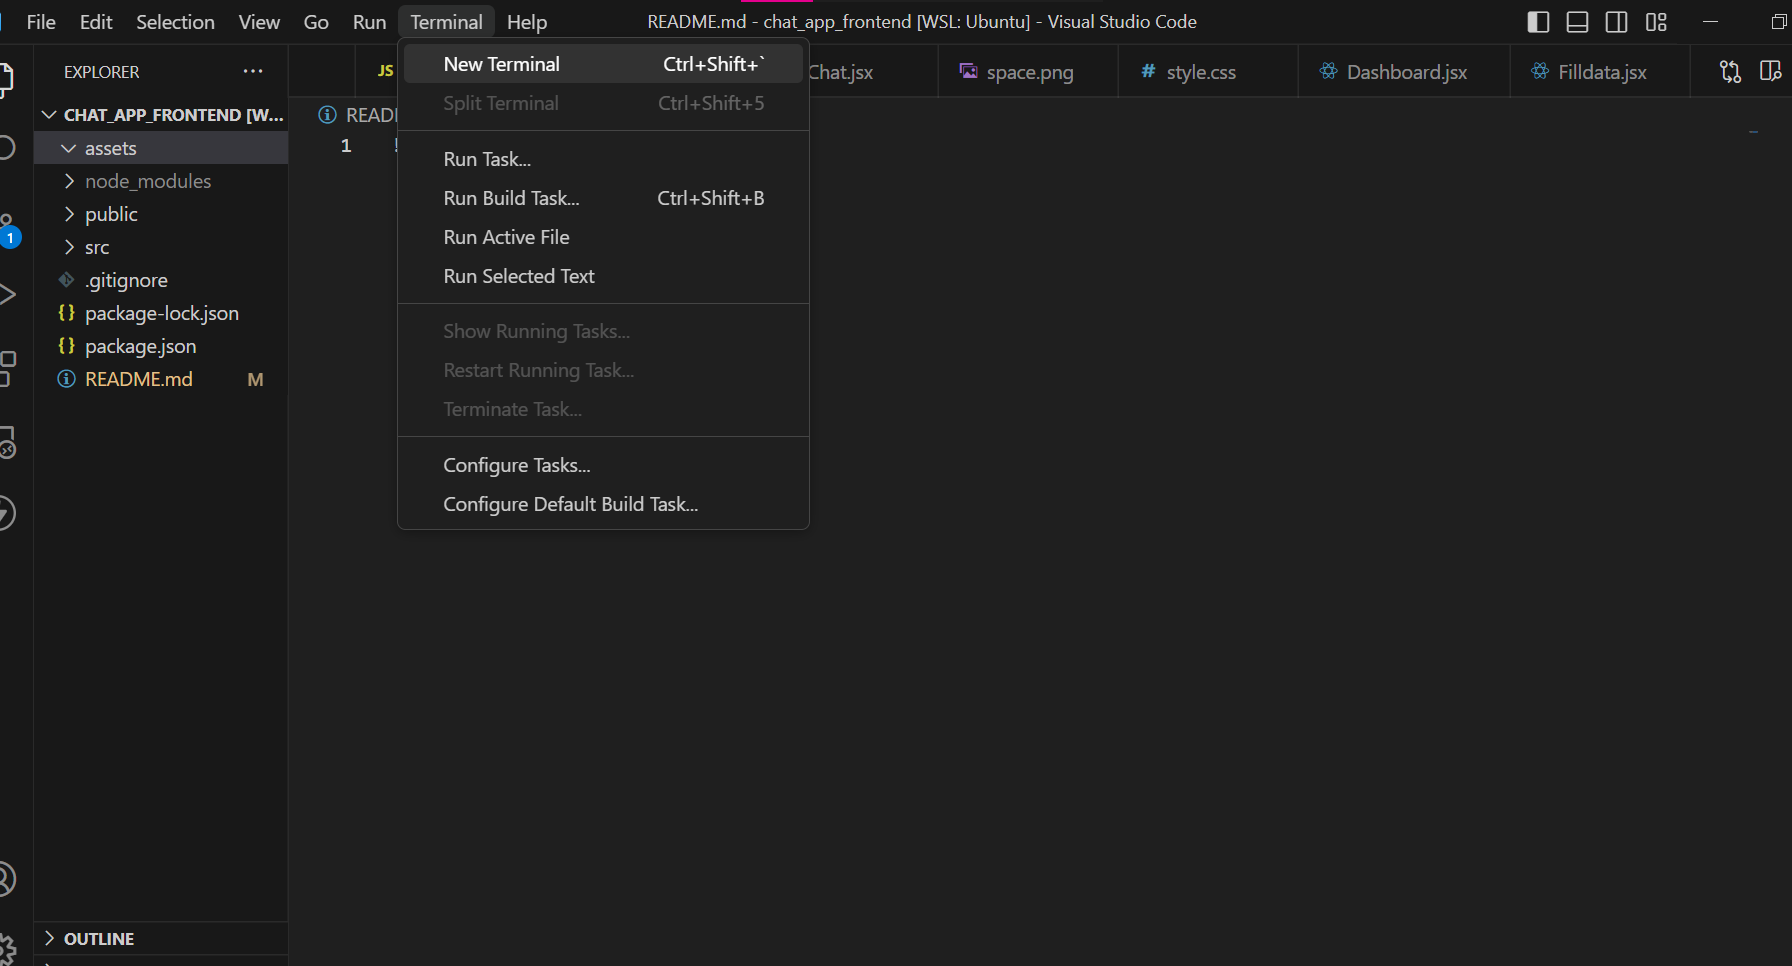 File Edit Selection View Go Run Terminal Help README.md - chat_app_frontend [WSL: Ubuntu] - Visual Studio Code
EXPLORER ···
JS
Chat.jsx
space.png
# style.css
Dashboard.jsx
Filldata.jsx
CHAT_APP_FRONTEND [W...
assets
node_modules
public
src
.gitignore
{} package-lock.json
{} package.json
README.md M
1
OUTLINE
READ
1
New Terminal Ctrl+Shift+`
Split Terminal Ctrl+Shift+5
Run Task...
Run Build Task... Ctrl+Shift+B
Run Active File
Run Selected Text
Show Running Tasks...
Restart Running Task...
Terminate Task...
Configure Tasks...
Configure Default Build Task...